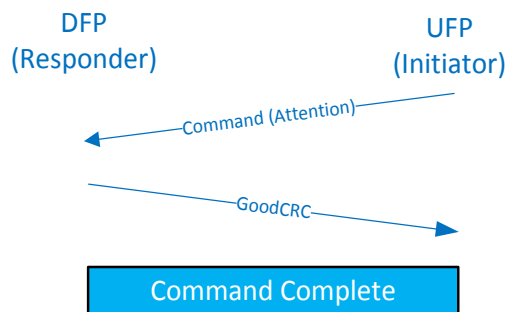 DFP
(Responder)
UFP
(Initiator)
Command (Attention)
GoodCRC
Command Complete